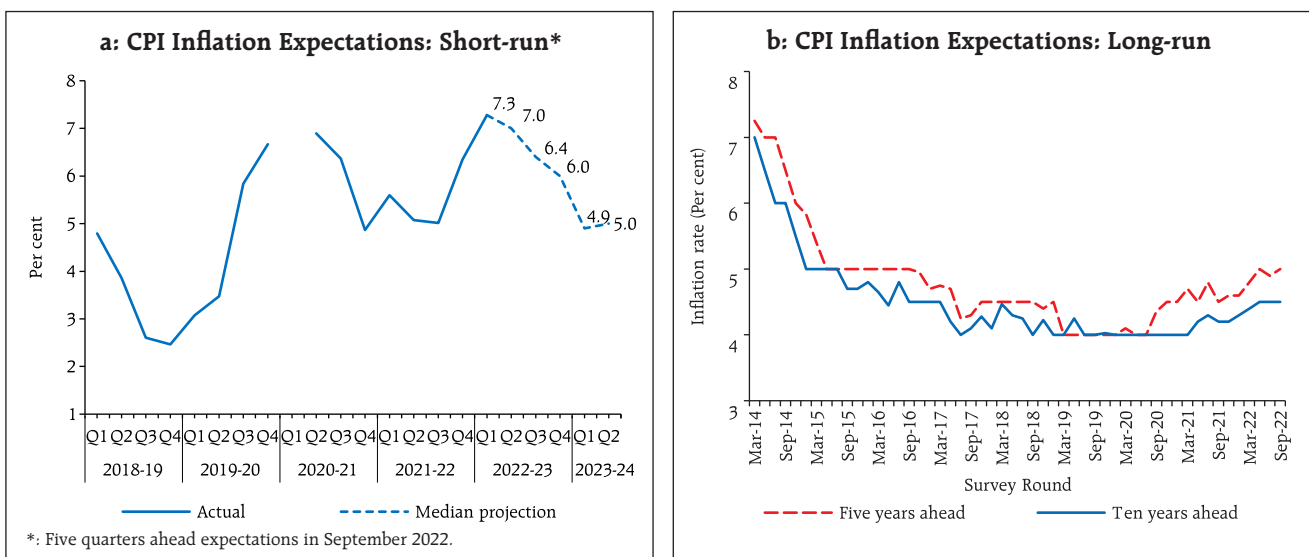 a: CPI Inflation Expectations: Short-run*
8
7
6
5
4
3
2
1
Per cent
7.3
7.0
6.4
6.0
4.9
5.0
Q1 Q2 Q3 Q4 Q1 Q2 Q3 Q4 Q1 Q2 Q3 Q4 Q1 Q2 Q3 Q4 Q1 Q2 Q3 Q4 Q1 Q2
2018-19 2019-20 2020-21 2021-22 2022-23 2023-24
Actual Median projection
*: Five quarters ahead expectations in September 2022.
b: CPI Inflation Expectations: Long-run
8
7
6
5
4
3
Inflation rate (Per cent)
Mar-14 Sep-14 Mar-15 Sep-15 Mar-16 Sep-16 Mar-17 Sep-17 Mar-18 Sep-18 Mar-19 Sep-19 Mar-20 Sep-20 Mar-21 Sep-21 Mar-22 Sep-22
Survey Round
Five years ahead Ten years ahead